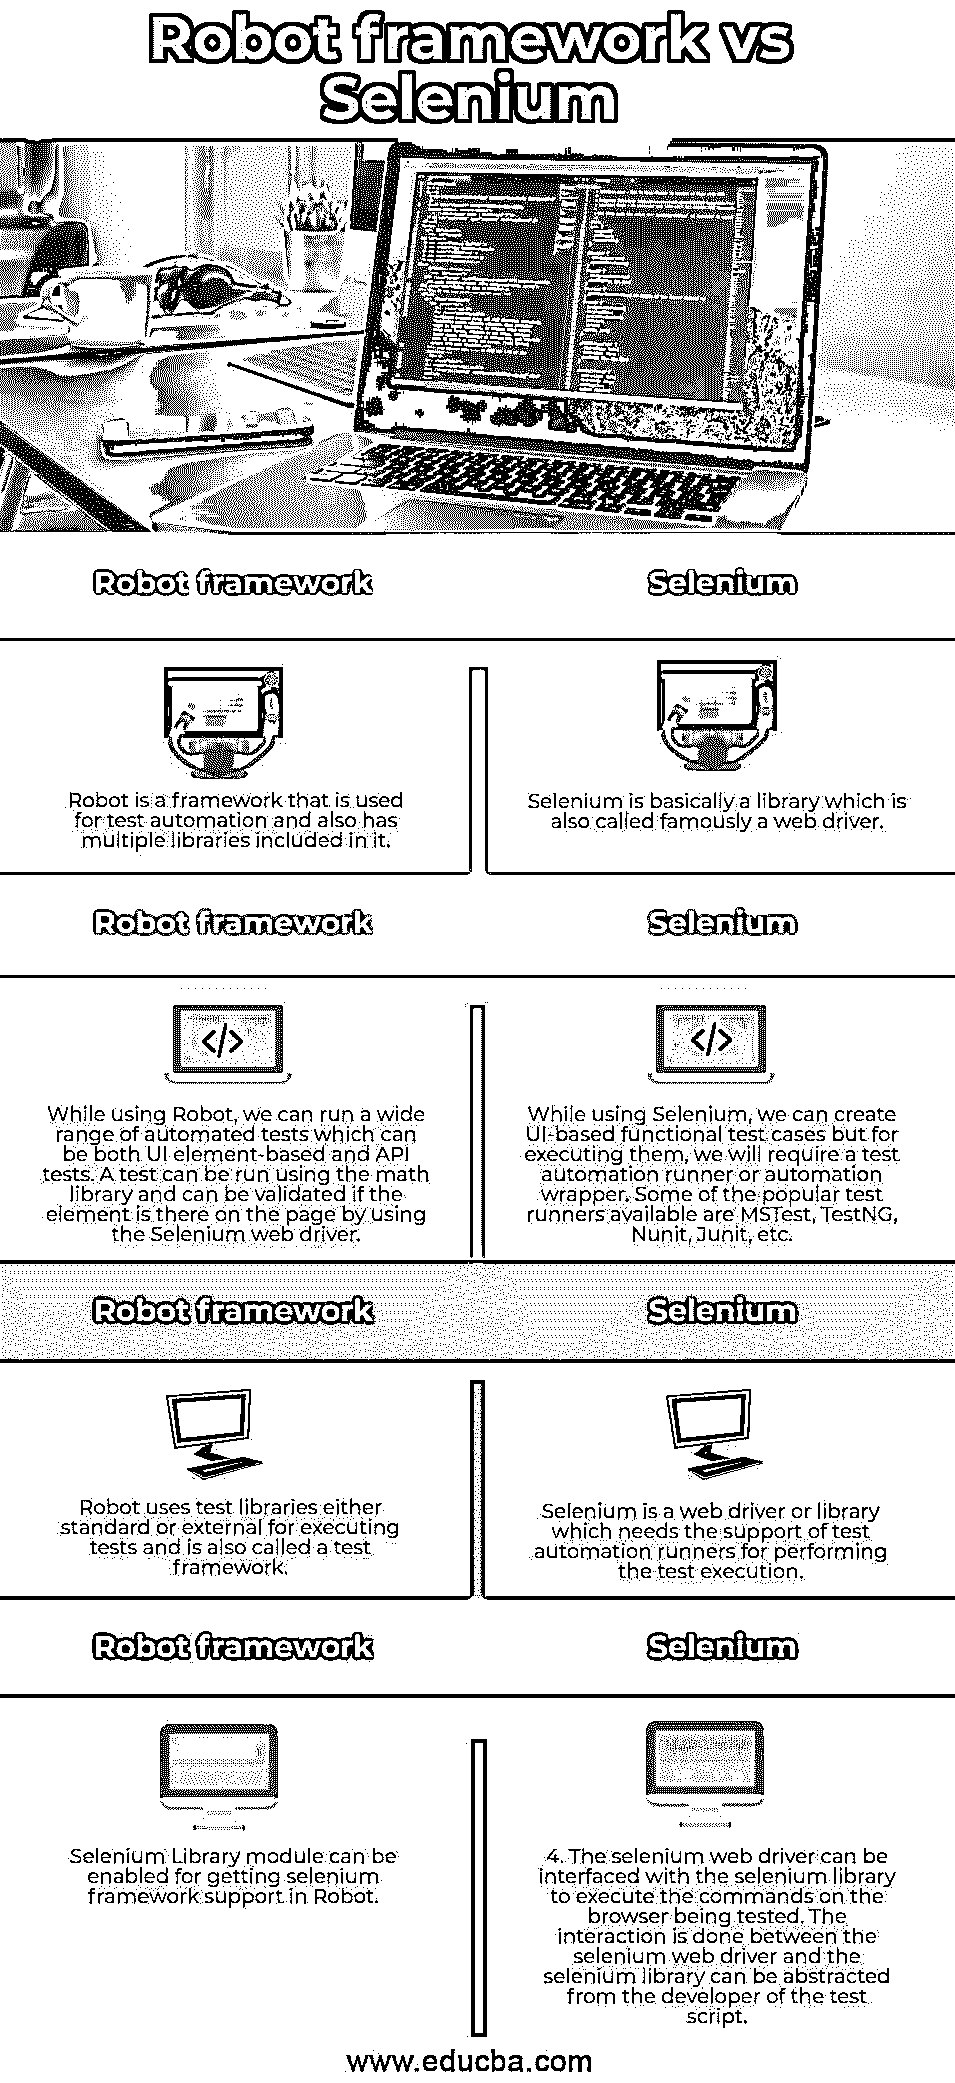 Robot framework vs
Selenium
Robot framework
Selenium
Robot is a framework that is used
for test automation and also has
multiple libraries included in it.
Selenium is basically a library which is
also called famously a web driver.
Robot framework
Selenium
</>
</>
While using Robot, we can run a wide
range of automated tests which can
be both UI element-based and API
tests. A test can be run using the math
library and can be validated if the
element is there on the page by using
the Selenium web driver.
While using Selenium, we can create
UI-based functional test cases but for
executing them, we will require a test
automation runner or automation
wrapper. Some of the popular test
runners available are MSTest, TestNG,
Nunit, Junit, etc.
Robot framework
Selenium
Robot uses test libraries either
standard or external for executing
tests and is also called a test
framework.
Selenium is a web driver or library
which needs the support of test
automation runners for performing
the test execution.
Robot framework
Selenium
Selenium Library module can be
enabled for getting selenium
framework support in Robot.
4. The selenium web driver can be
interfaced with the selenium library
to execute the commands on the
browser being tested. The
interaction is done between the
selenium web driver and the
selenium library can be abstracted
from the developer of the test
script.
www.educba.com